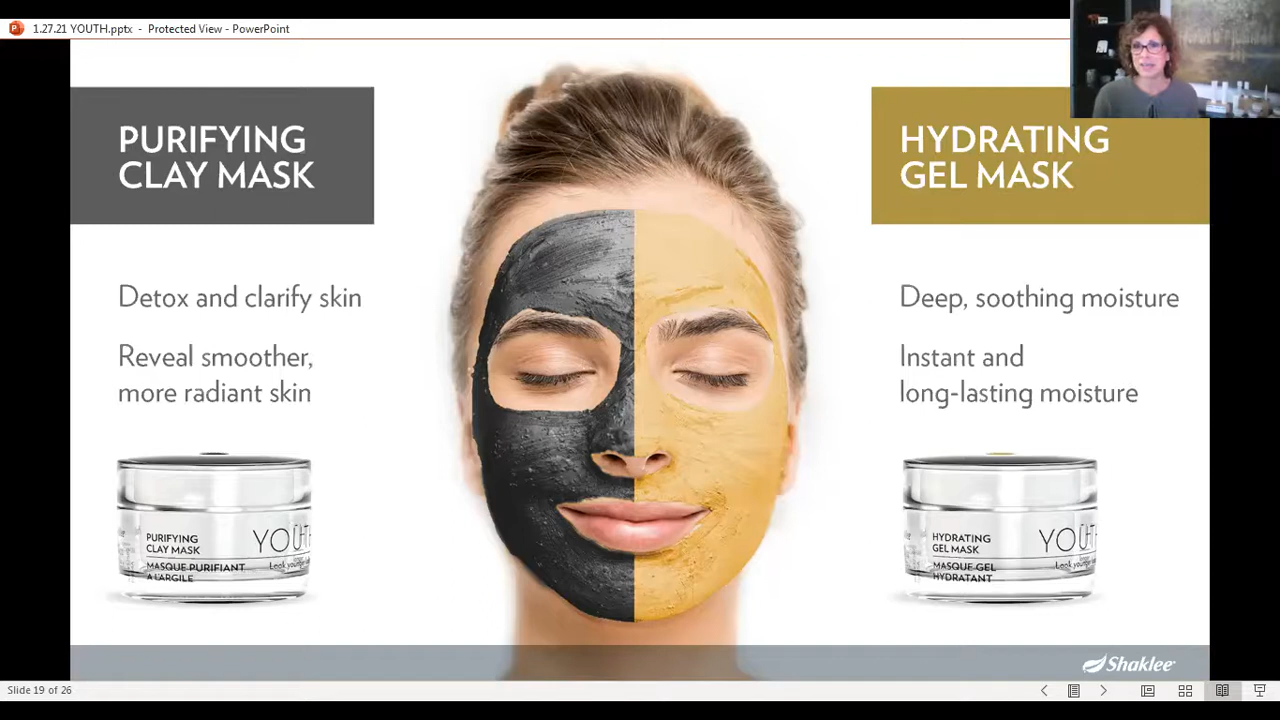 1.27.21 YOUTH.pptx - Protected View - PowerPoint
PURIFYING
CLAY MASK
HYDRATING
GEL MASK
Detox and clarify skin
Reveal smoother,
more radiant skin
Deep, soothing moisture
Instant and
long-lasting moisture
PURIFYING
CLAY MASK
MASQUE PURIFIANT
À L'ARGILE
HYDRATING
GEL MASK
MASQUE GEL
HYDRATANT
Shaklee
Slide 19 of 26